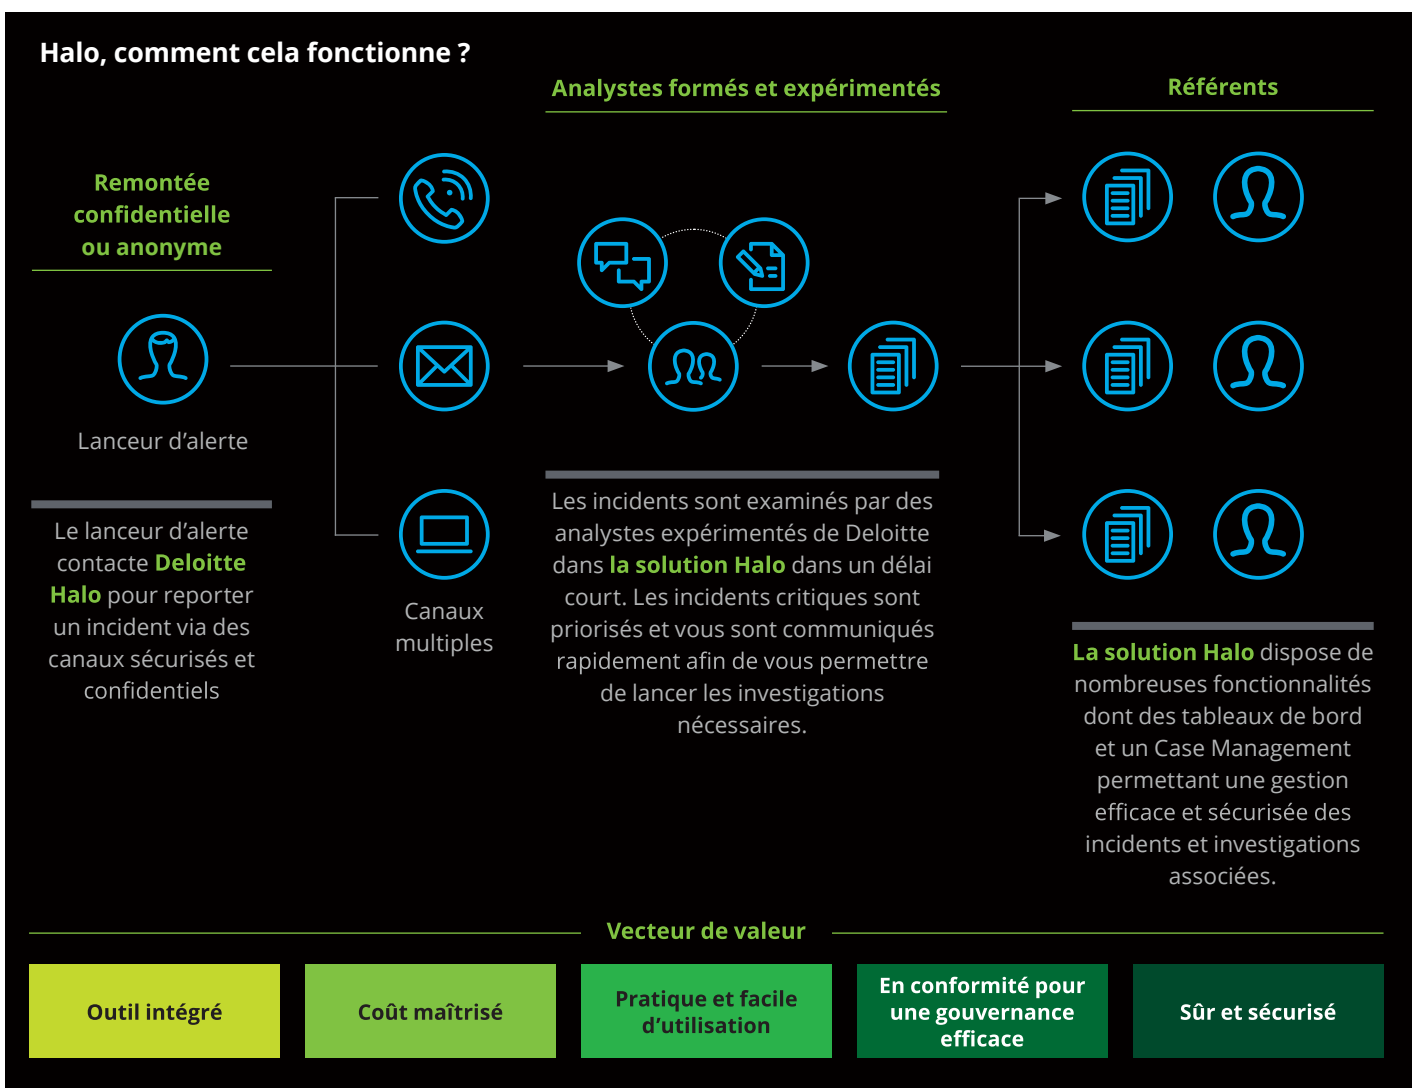 Halo, comment cela fonctionne ?
Remontée
confidentielle
ou anonyme
Lanceur d’alerte
Le lanceur d’alerte
contacte Deloitte
Halo pour reporter
un incident via des
canaux sécurisés et
confidentiels
Canaux
multiples
Analystes formés et expérimentés
Les incidents sont examinés par des
analystes expérimentés de Deloitte
dans la solution Halo dans un délai
court. Les incidents critiques sont
priorisés et vous sont communiqués
rapidement afin de vous permettre
de lancer les investigations
nécessaires.
Référents
La solution Halo dispose de
nombreuses fonctionnalités
dont des tableaux de bord
et un Case Management
permettant une gestion
efficace et sécurisée des
incidents et investigations
associées.
Vecteur de valeur
Outil intégré
Coût maîtrisé
Pratique et facile
d’utilisation
En conformité pour
une gouvernance
efficace
Sûr et sécurisé